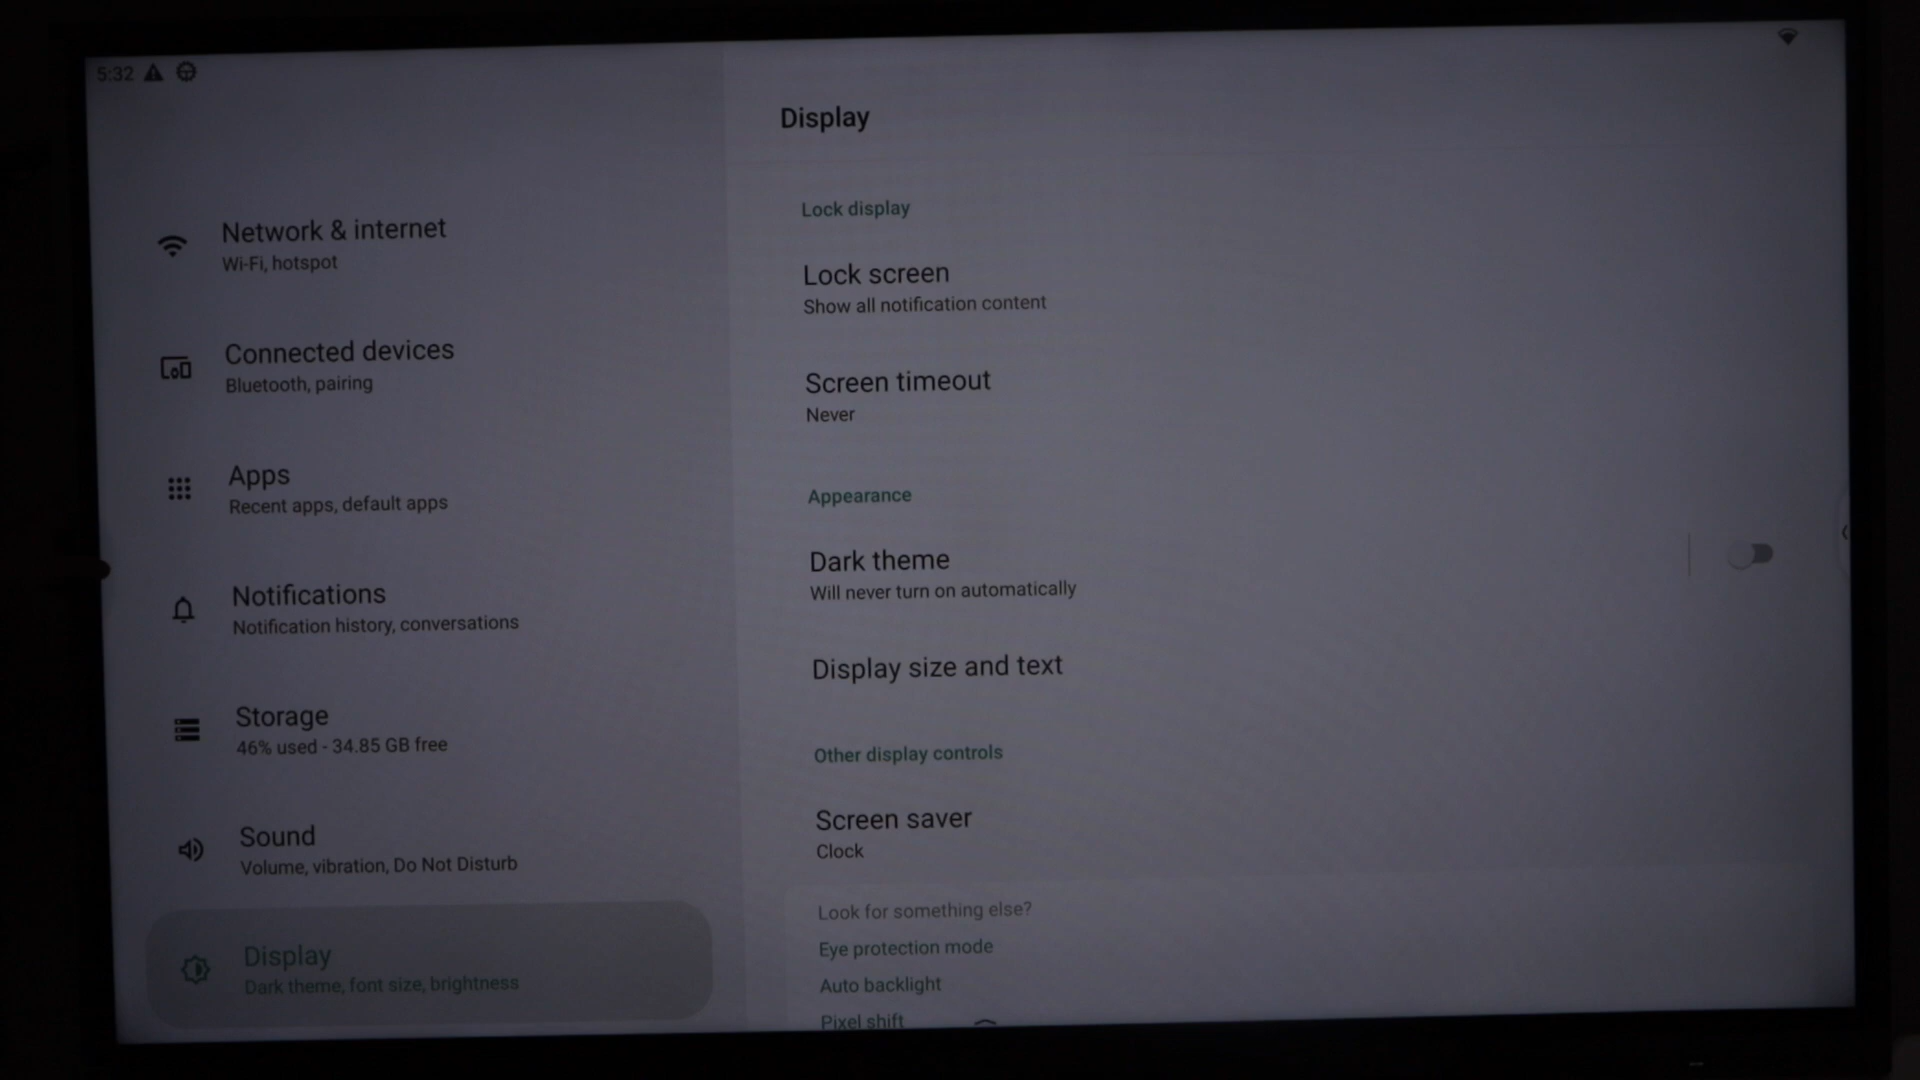 5:32
Network & internet
Wi-Fi, hotspot
Connected devices
Bluetooth, pairing
Apps
Recent apps, default apps
Notifications
Notification history, conversations
Storage
46% used - 34.85 GB free
Sound
Volume, vibration, Do Not Disturb
Display
Dark theme, font size, brightness
Display
Lock display
Lock screen
Show all notification content
Screen timeout
Never
Appearance
Dark theme
Will never turn on automatically
Display size and text
Other display controls
Screen saver
Clock
Look for something else?
Eye protection mode
Auto backlight
Pixel shift